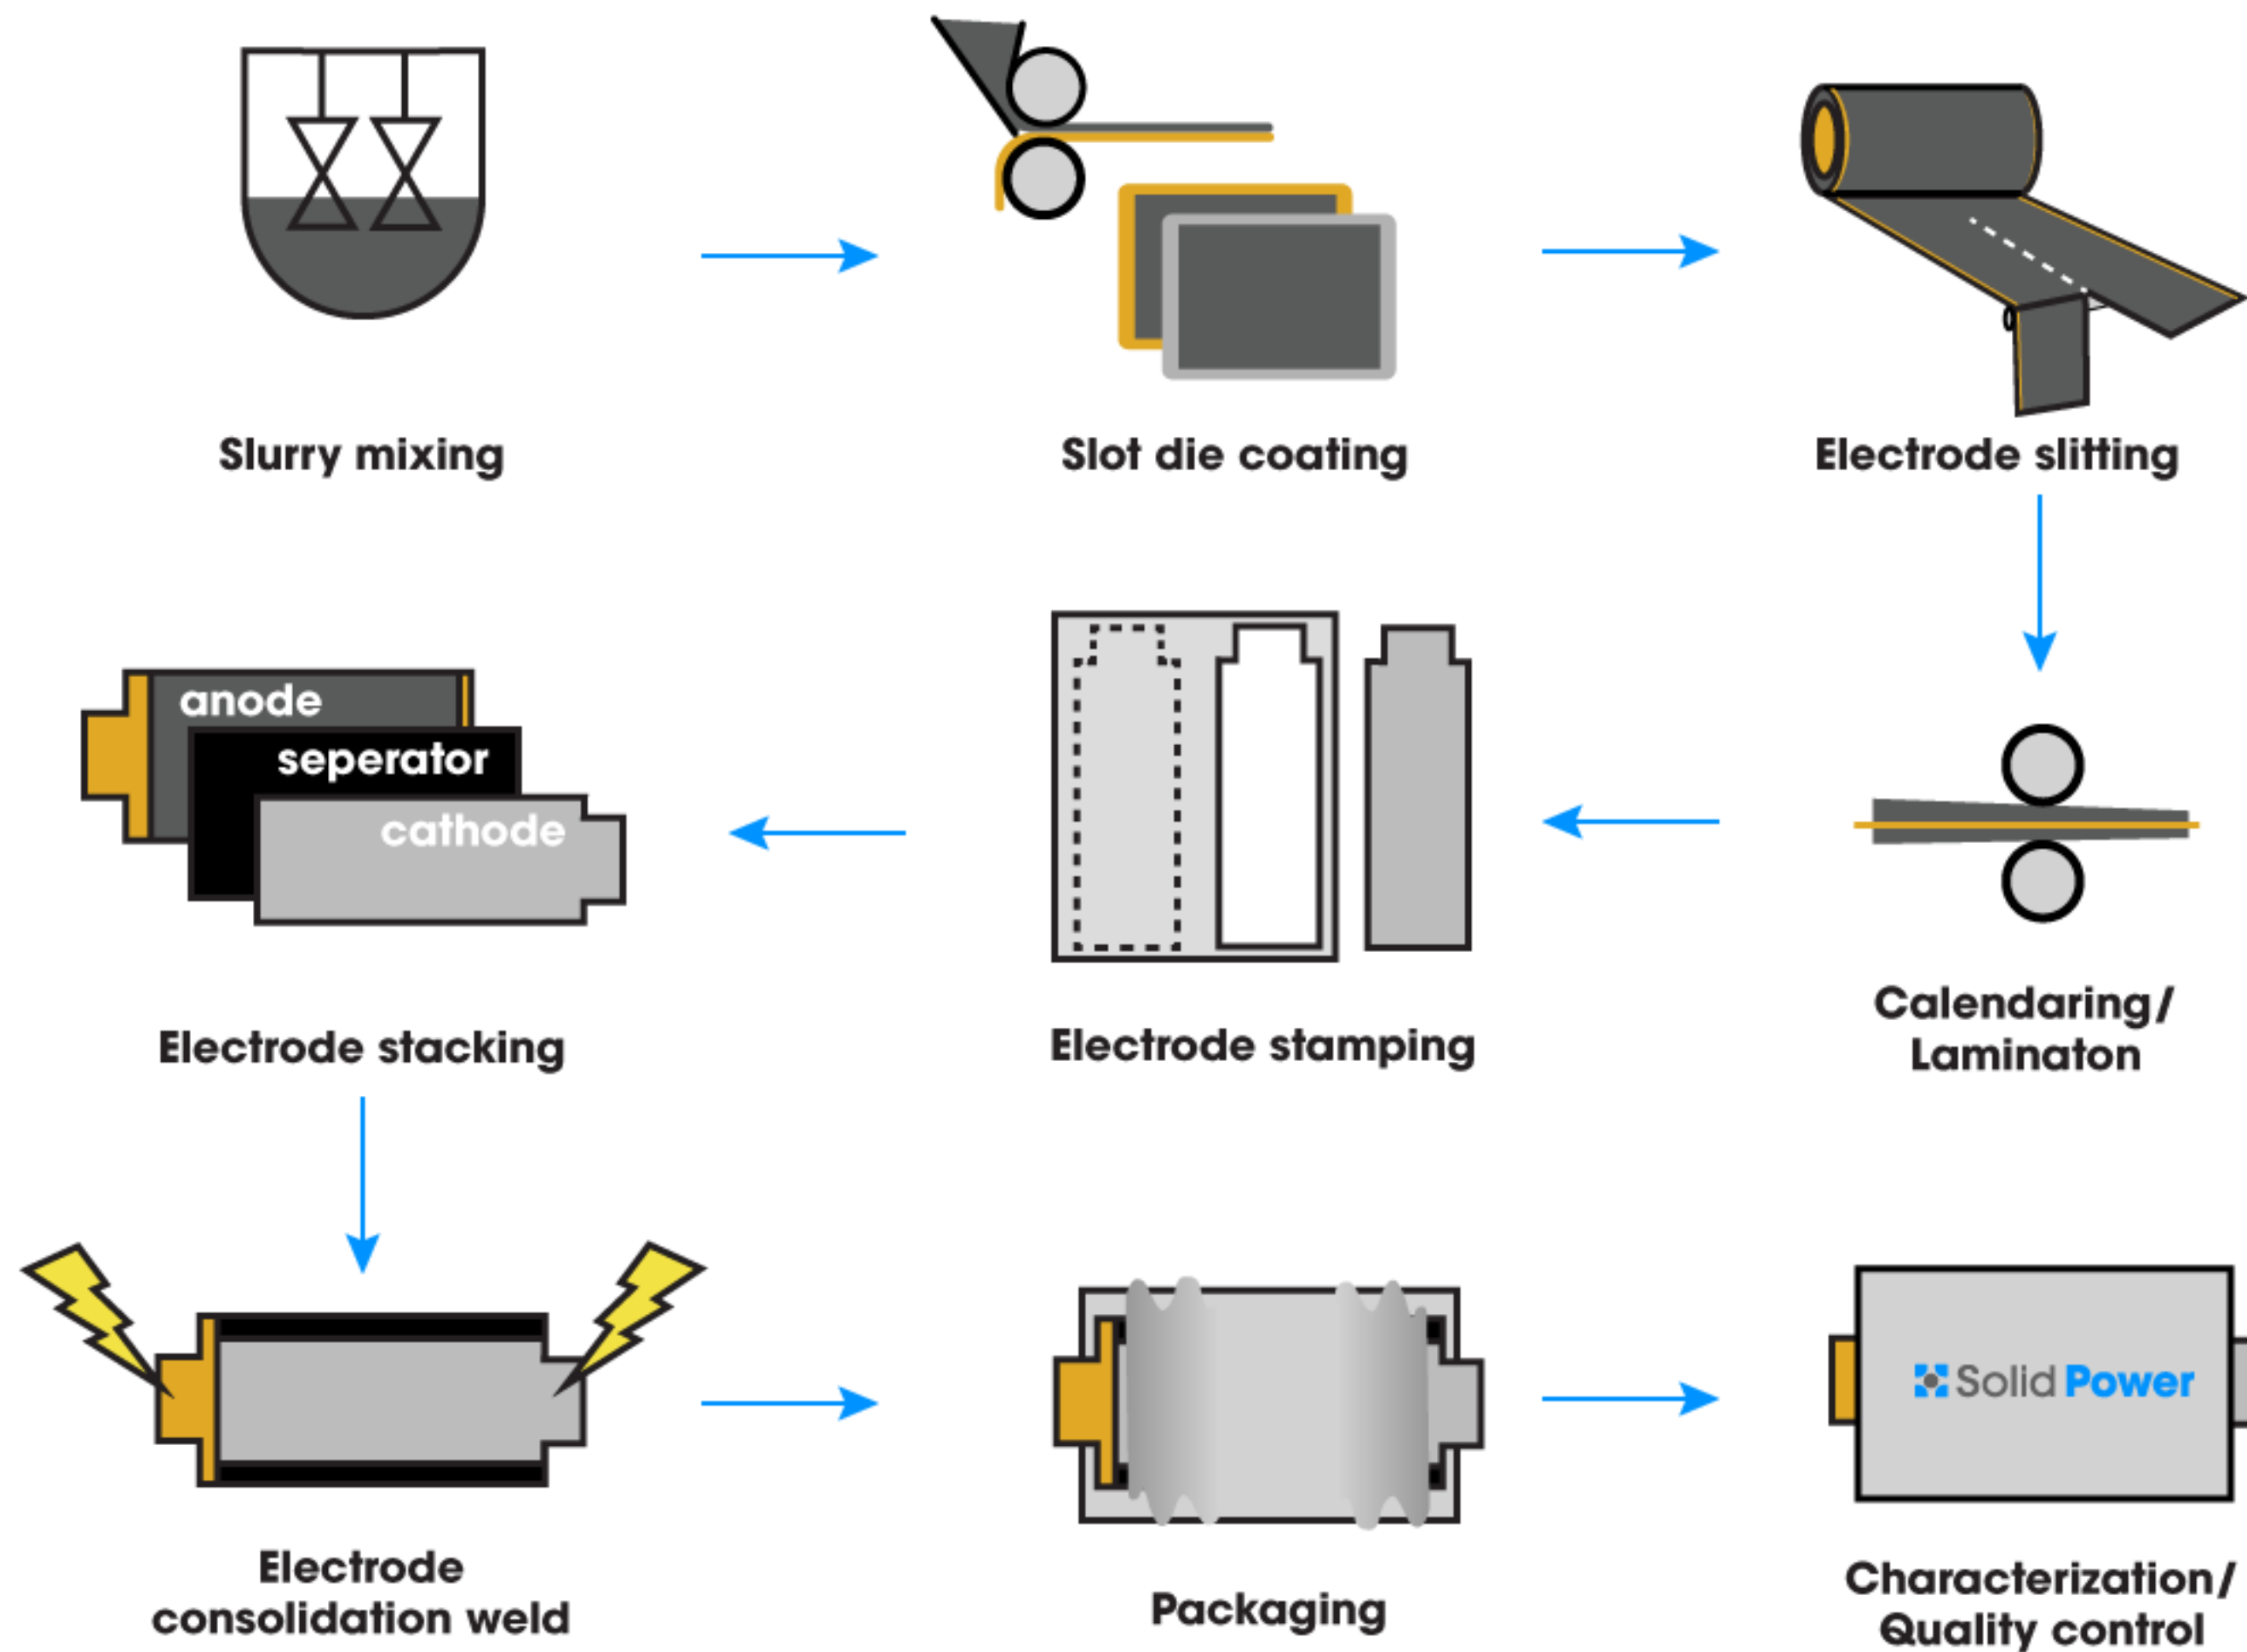 Slurry mixing
Slot die coating
Electrode slitting
anode
seperator
cathode
Electrode stacking
Electrode stamping
Calendaring/
Laminaton
Electrode
consolidation weld
Packaging
Solid Power
Characterization/
Quality control